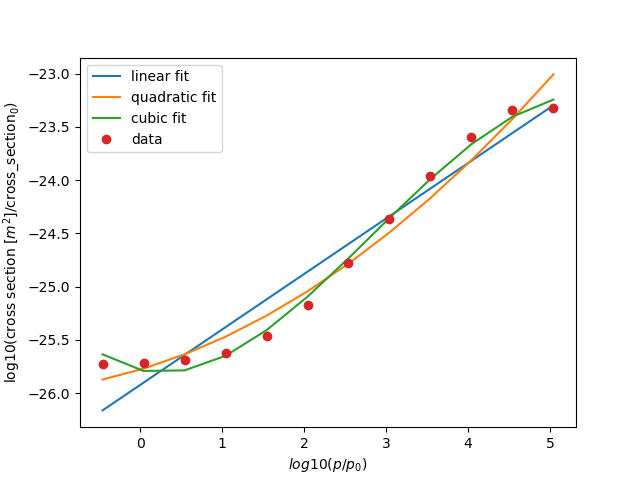 linear fit
quadratic fit
cubic fit
data
−23.0
−23.5
−24.0
−24.5
−25.0
−25.5
−26.0
log10(cross section [m²]/cross_section₀)
0 1 2 3 4 5
log10(p/p₀)